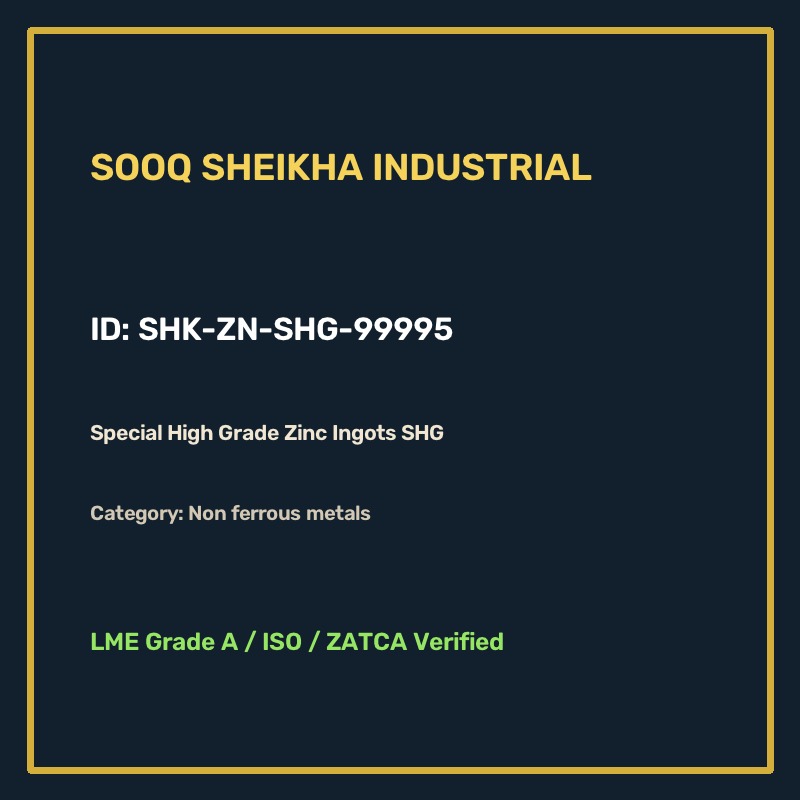 SOOQ SHEIKHA INDUSTRIAL
ID: SHK-ZN-SHG-99995
Special High Grade Zinc Ingots SHG
Category: Non ferrous metals
LME Grade A / ISO / ZATCA Verified